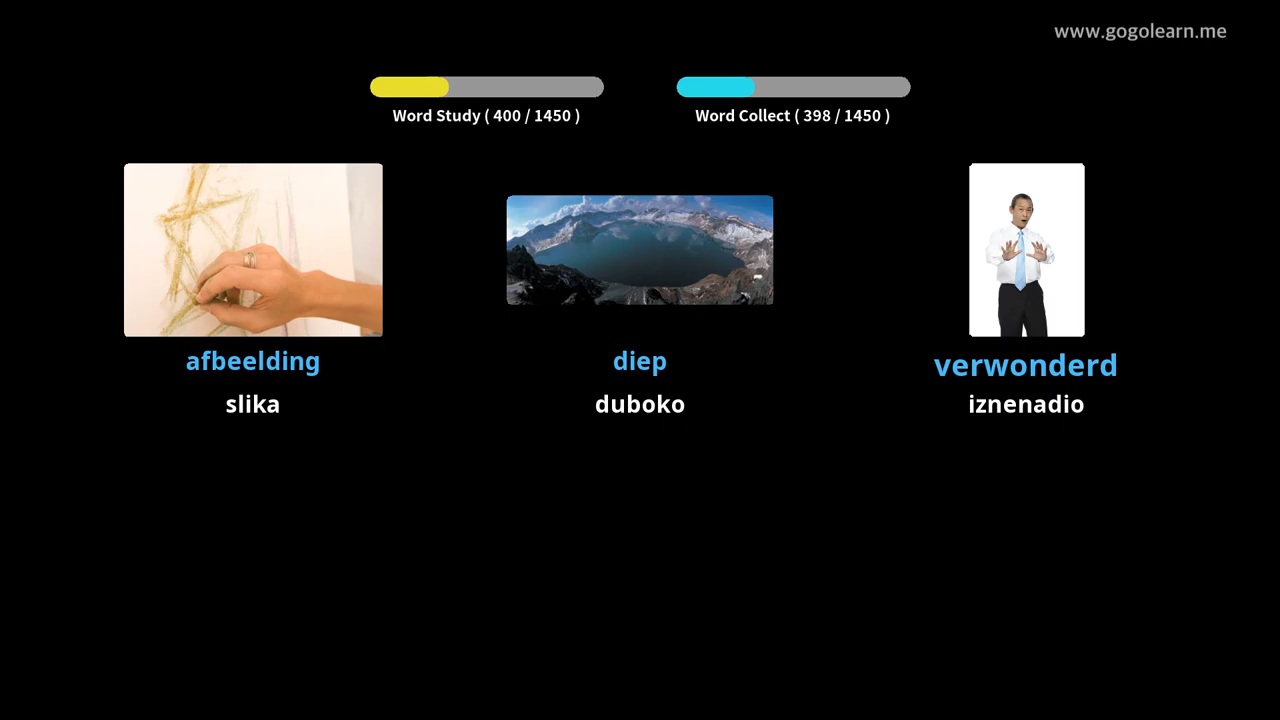 www.gogolearn.me
Word Study ( 400 / 1450 )
Word Collect ( 398 / 1450 )
afbeelding
diep
verwonderd
slika
duboko
iznenadio